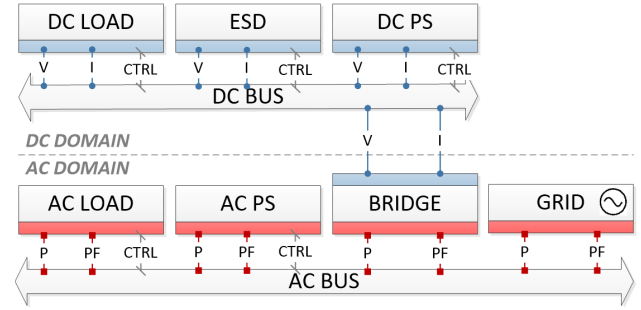 DC LOAD ESD DC PS
V I CTRL V I CTRL V I CTRL
DC BUS
V I
DC DOMAIN
AC DOMAIN
AC LOAD AC PS BRIDGE GRID
P PF CTRL P PF CTRL P PF P PF
AC BUS